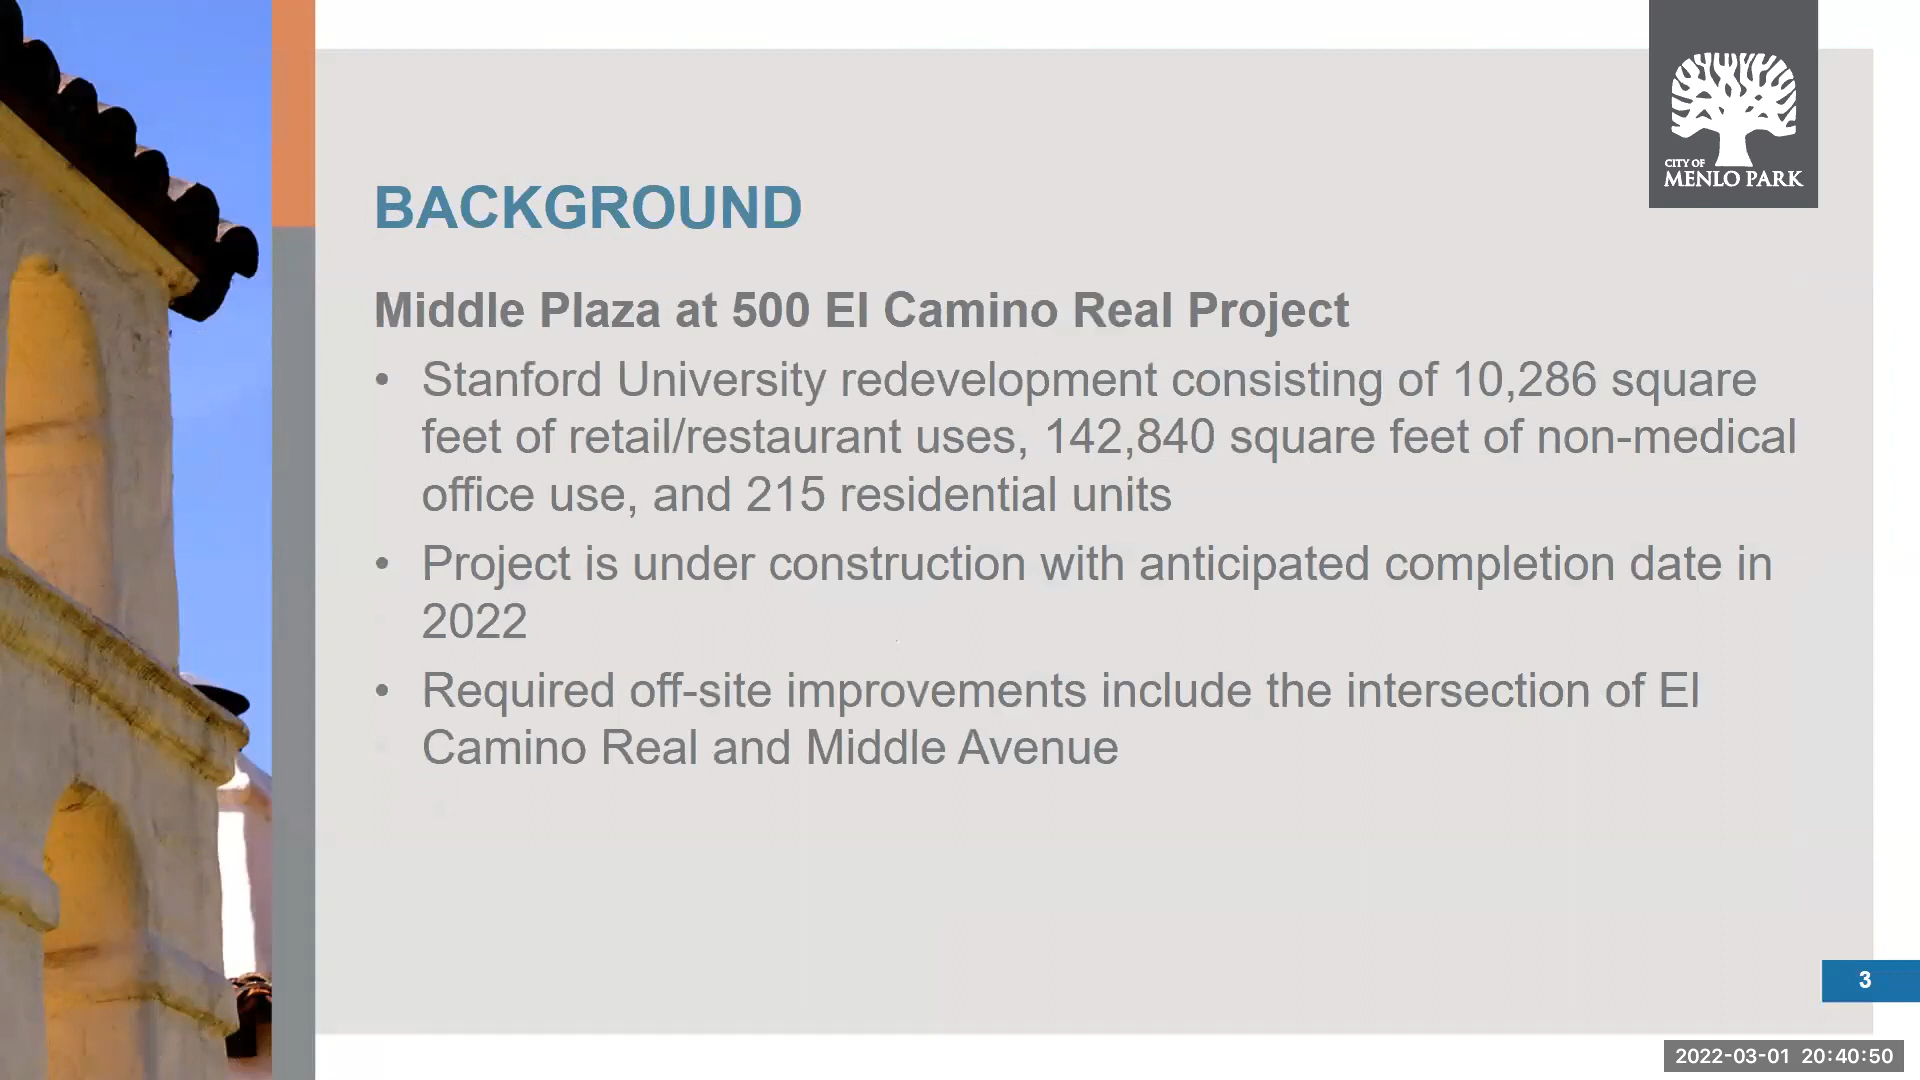 CITY OF
MENLO PARK
BACKGROUND
Middle Plaza at 500 El Camino Real Project
• Stanford University redevelopment consisting of 10,286 square
feet of retail/restaurant uses, 142,840 square feet of non-medical
office use, and 215 residential units
• Project is under construction with anticipated completion date in
2022
• Required off-site improvements include the intersection of El
Camino Real and Middle Avenue
3
2022-03-01 20:40:50